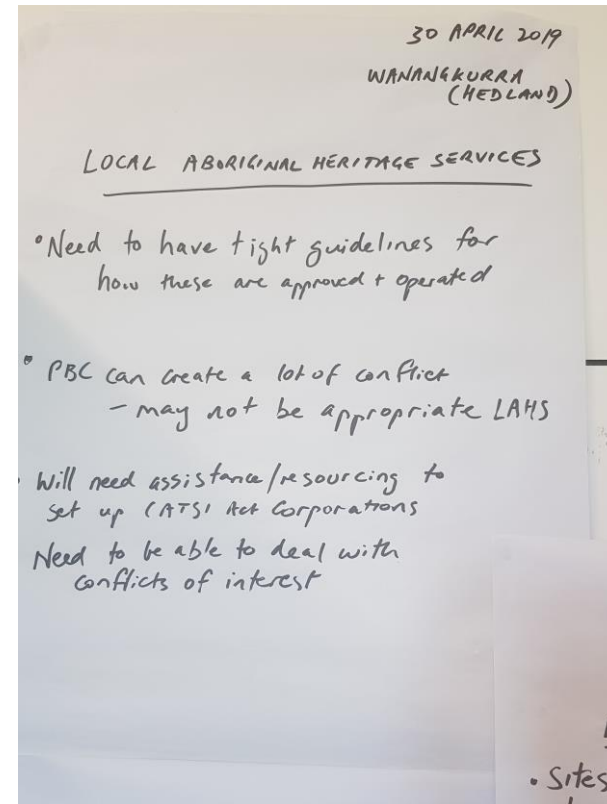 30 APRIL 2019
WANANGKURRA
(HEDLAND)
LOCAL ABORIGINAL HERITAGE SERVICES
• Need to have tight guidelines for
how these are approved + operated
• PBC can create a lot of conflict
- may not be appropriate LAHS
• Will need assistance/resourcing to
set up CATSI Act Corporations
Need to be able to deal with
conflicts of interest
• Sites